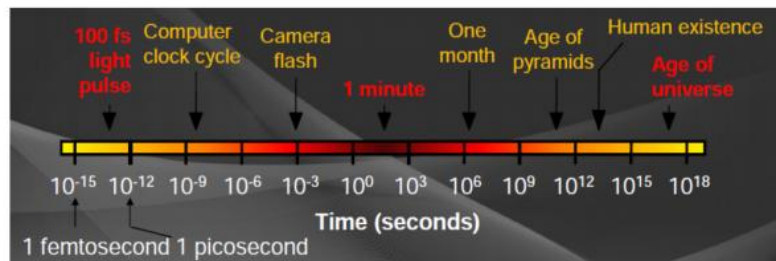 100 fs
light
pulse
Computer
clock cycle
Camera
flash
1 minute
One
month
Age of
pyramids
Human existence
Age of
universe
10-15 10-12 10-9 10-6 10-3 100 103 106 109 1012 1015 1018
Time (seconds)
1 femtosecond 1 picosecond